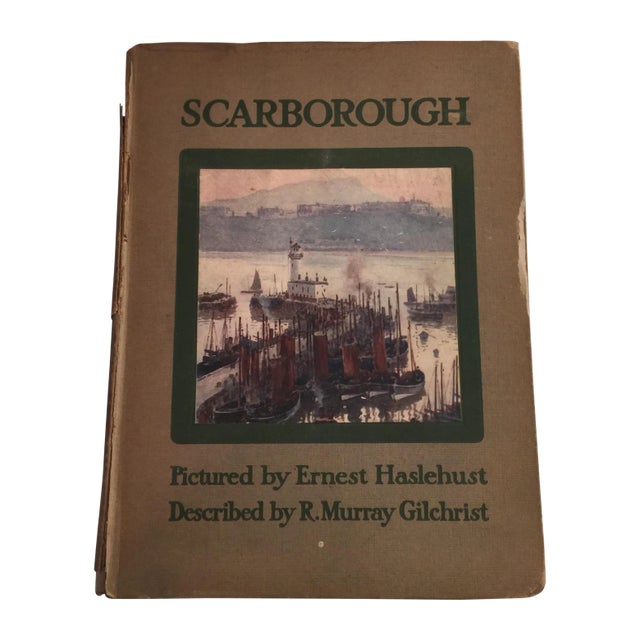 SCARBOROUGH
Pictured by Ernest Haslehust
Described by R. Murray Gilchrist